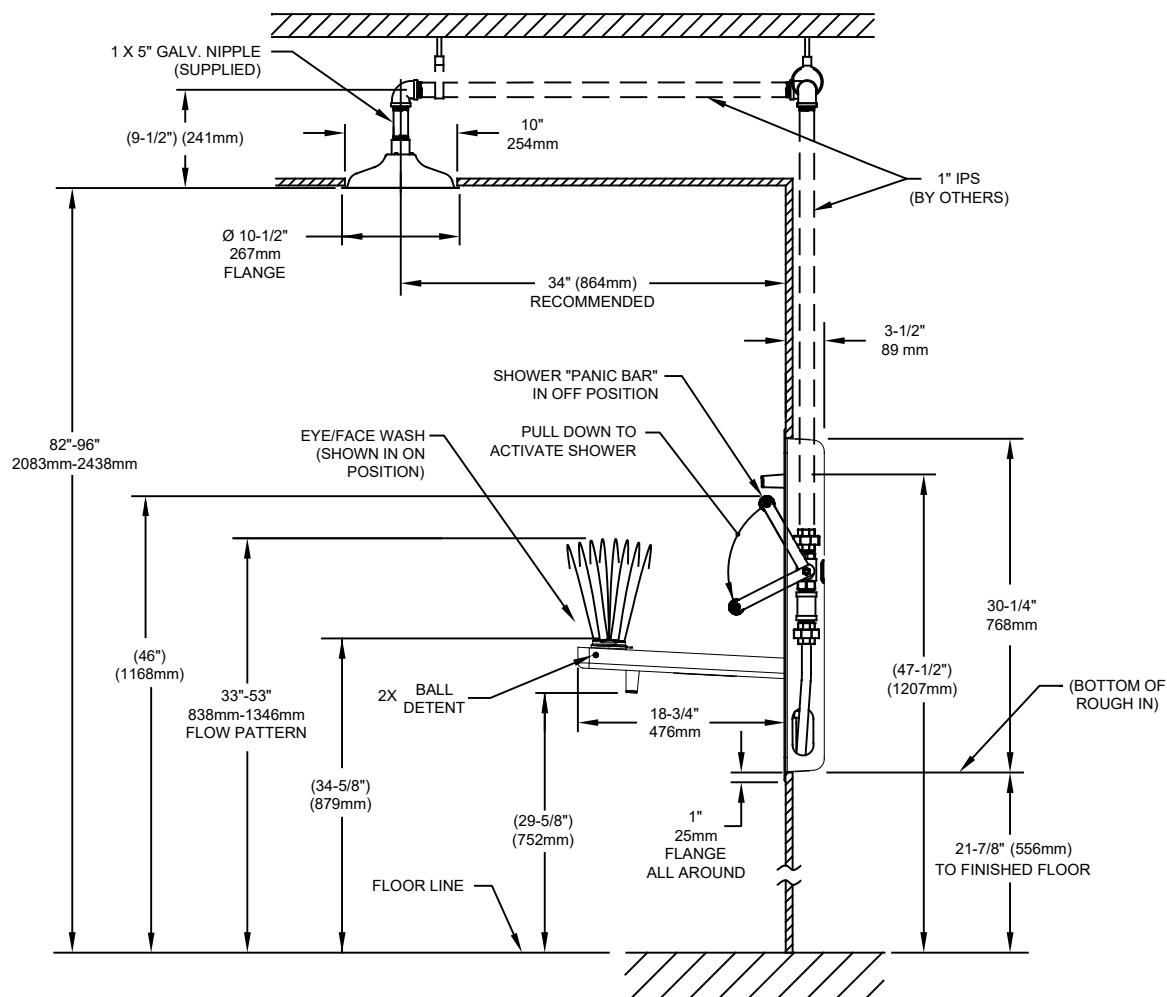 1 X 5" GALV. NIPPLE
(SUPPLIED)
(9-1/2") (241mm)
10"
254mm
1" IPS
(BY OTHERS)
Ø 10-1/2"
267mm
FLANGE
34" (864mm)
RECOMMENDED
3-1/2"
89 mm
SHOWER "PANIC BAR"
IN OFF POSITION
82"-96"
2083mm-2438mm
EYE/FACE WASH
(SHOWN IN ON
POSITION)
PULL DOWN TO
ACTIVATE SHOWER
30-1/4"
768mm
(46")
(1168mm)
33"-53"
838mm-1346mm
FLOW PATTERN
2X BALL
DETENT
18-3/4"
476mm
(47-1/2")
(1207mm)
(BOTTOM OF
ROUGH IN)
(34-5/8")
(879mm)
(29-5/8")
(752mm)
1"
25mm
FLANGE
ALL AROUND
21-7/8" (556mm)
TO FINISHED FLOOR
FLOOR LINE